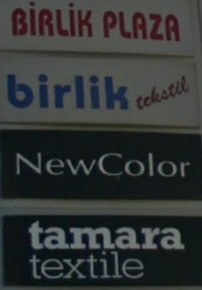 BİRLİK PLAZA
birlik tekstil
NewColor
tamara
textile